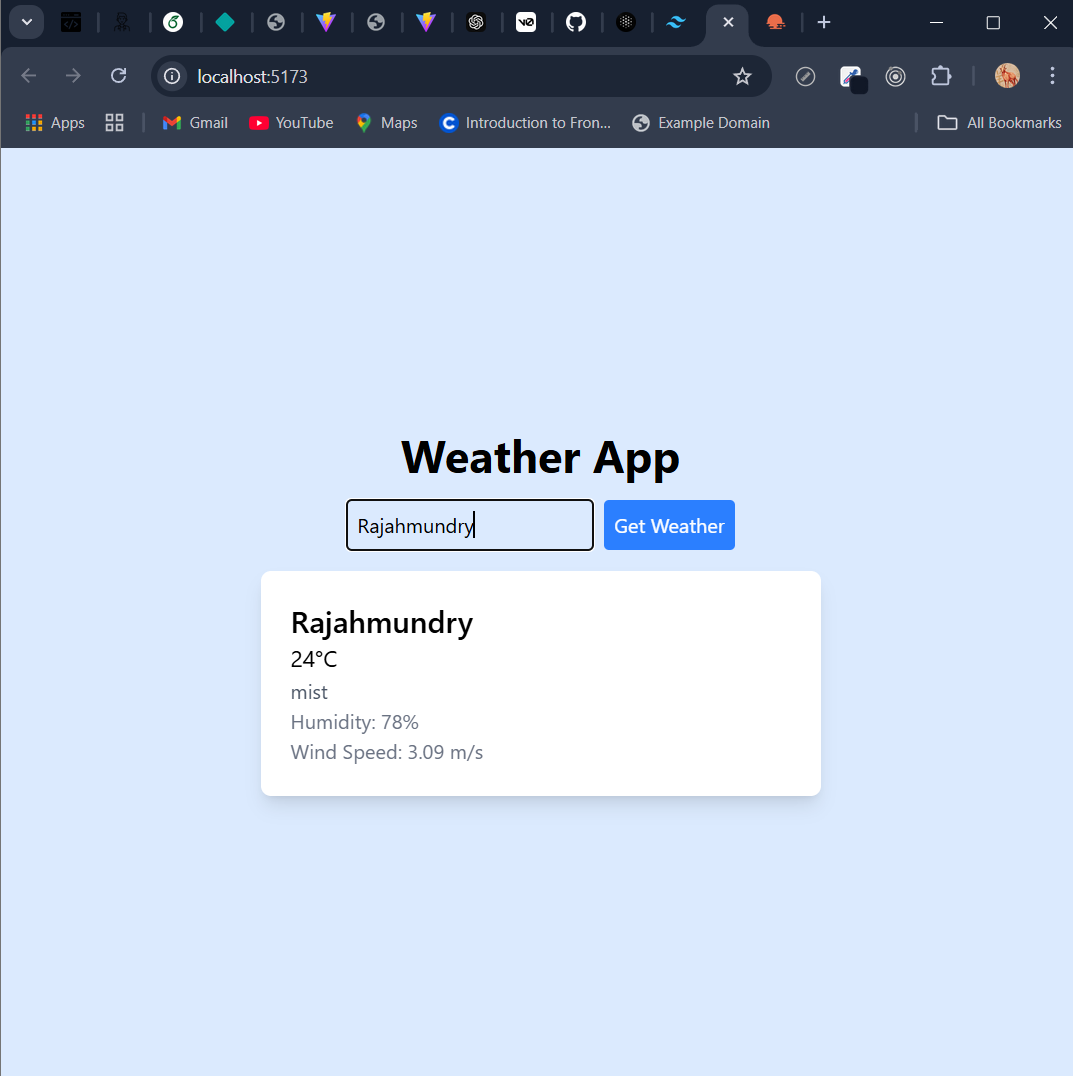 localhost:5173
Apps Gmail YouTube Maps Introduction to Fron... Example Domain All Bookmarks
Weather App
Rajahmundry Get Weather
Rajahmundry
24°C
mist
Humidity: 78%
Wind Speed: 3.09 m/s